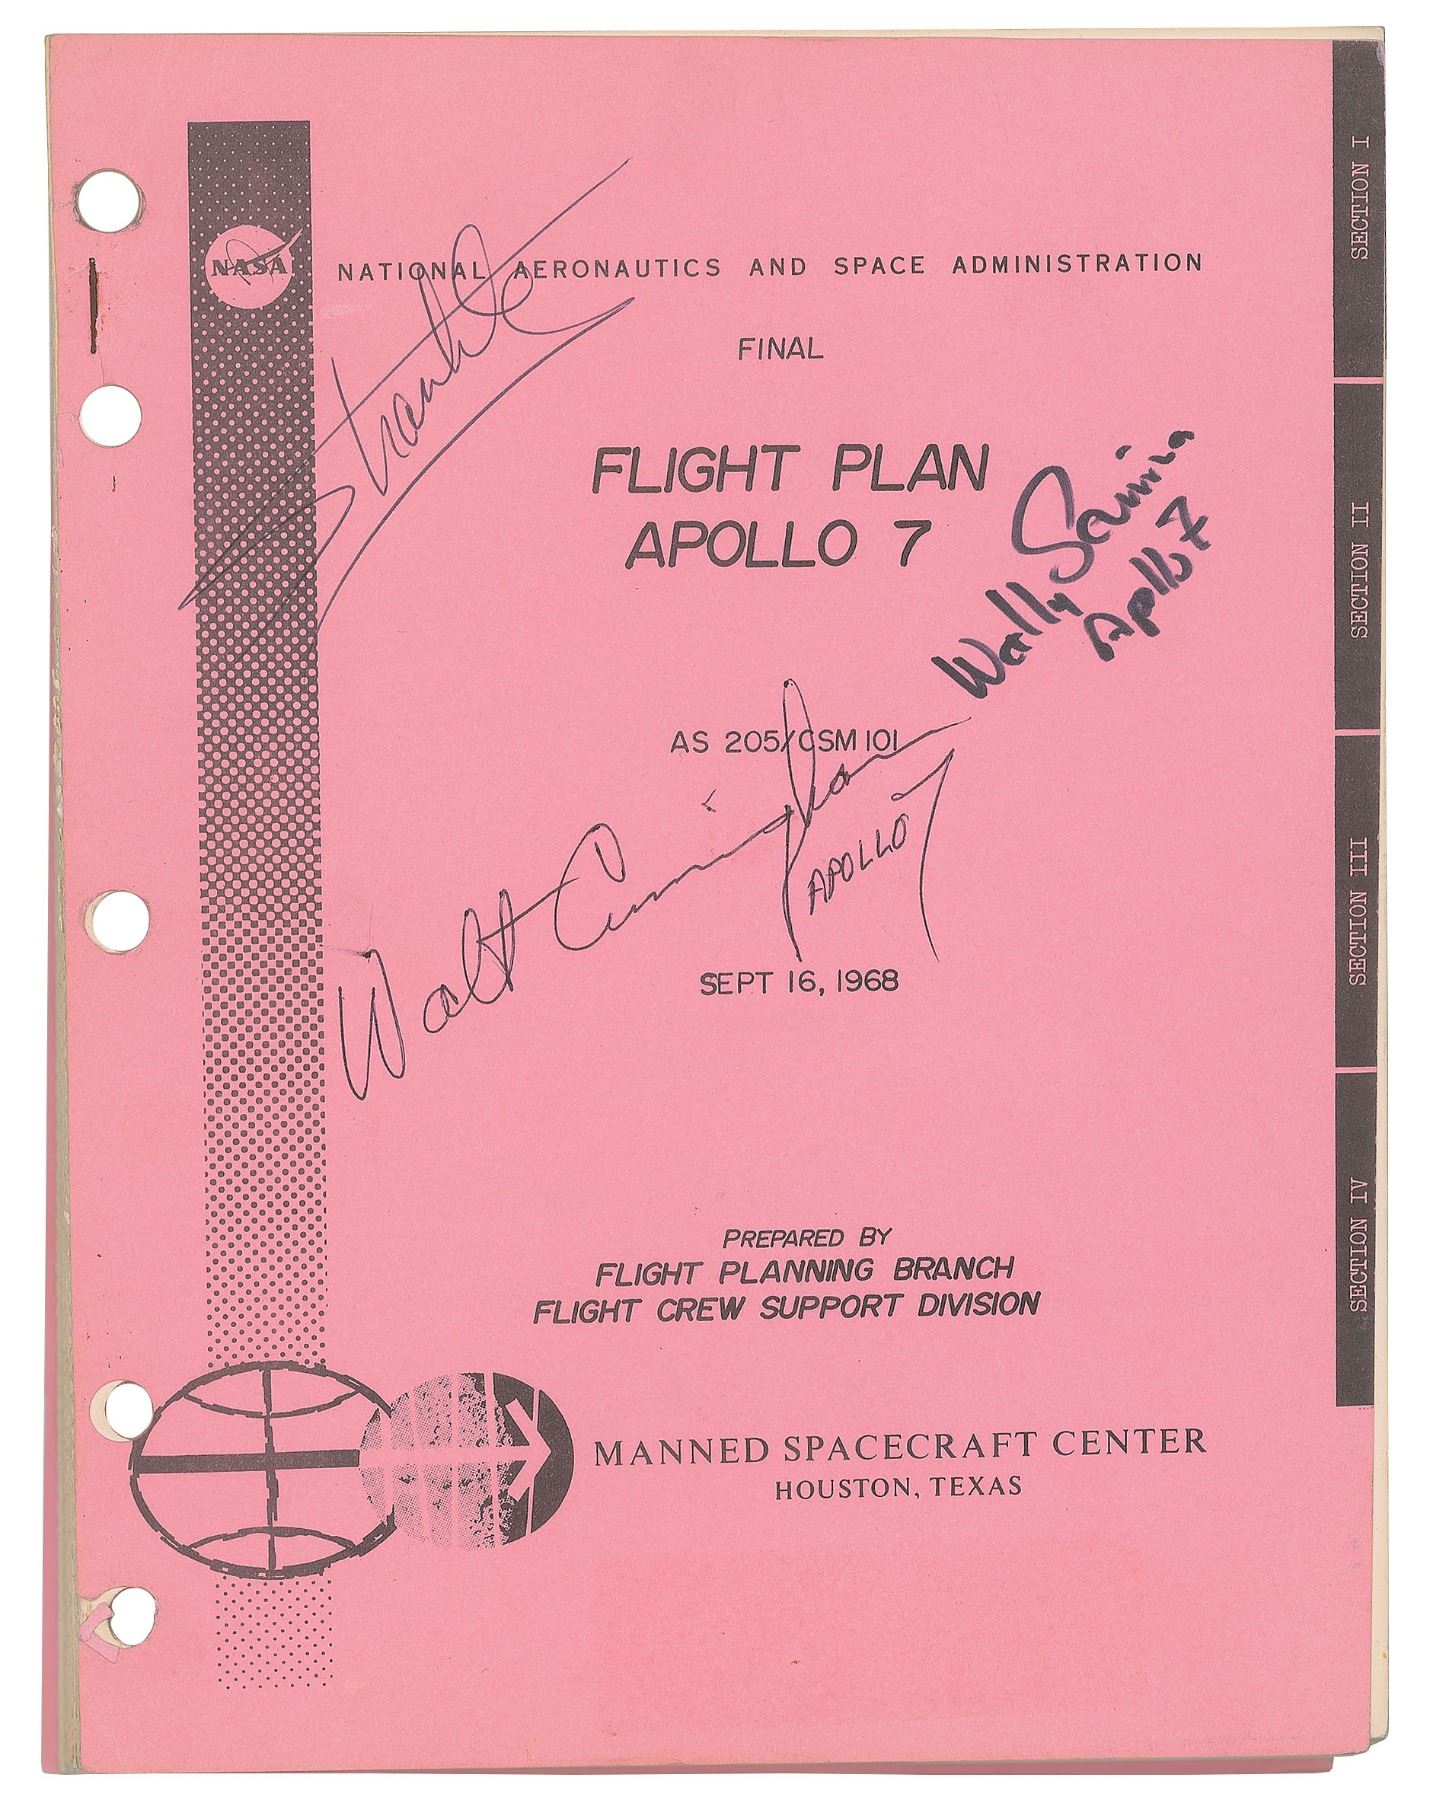 NASA
NATIONAL AERONAUTICS AND SPACE ADMINISTRATION
FINAL
FLIGHT PLAN
APOLLO 7
Wally Schirra
Apollo 7
AS 205/CSM 101
Walt Cunningham
APOLLO 7
SEPT 16, 1968
PREPARED BY
FLIGHT PLANNING BRANCH
FLIGHT CREW SUPPORT DIVISION
MANNED SPACECRAFT CENTER
HOUSTON, TEXAS
SECTION I
SECTION II
SECTION III
SECTION IV